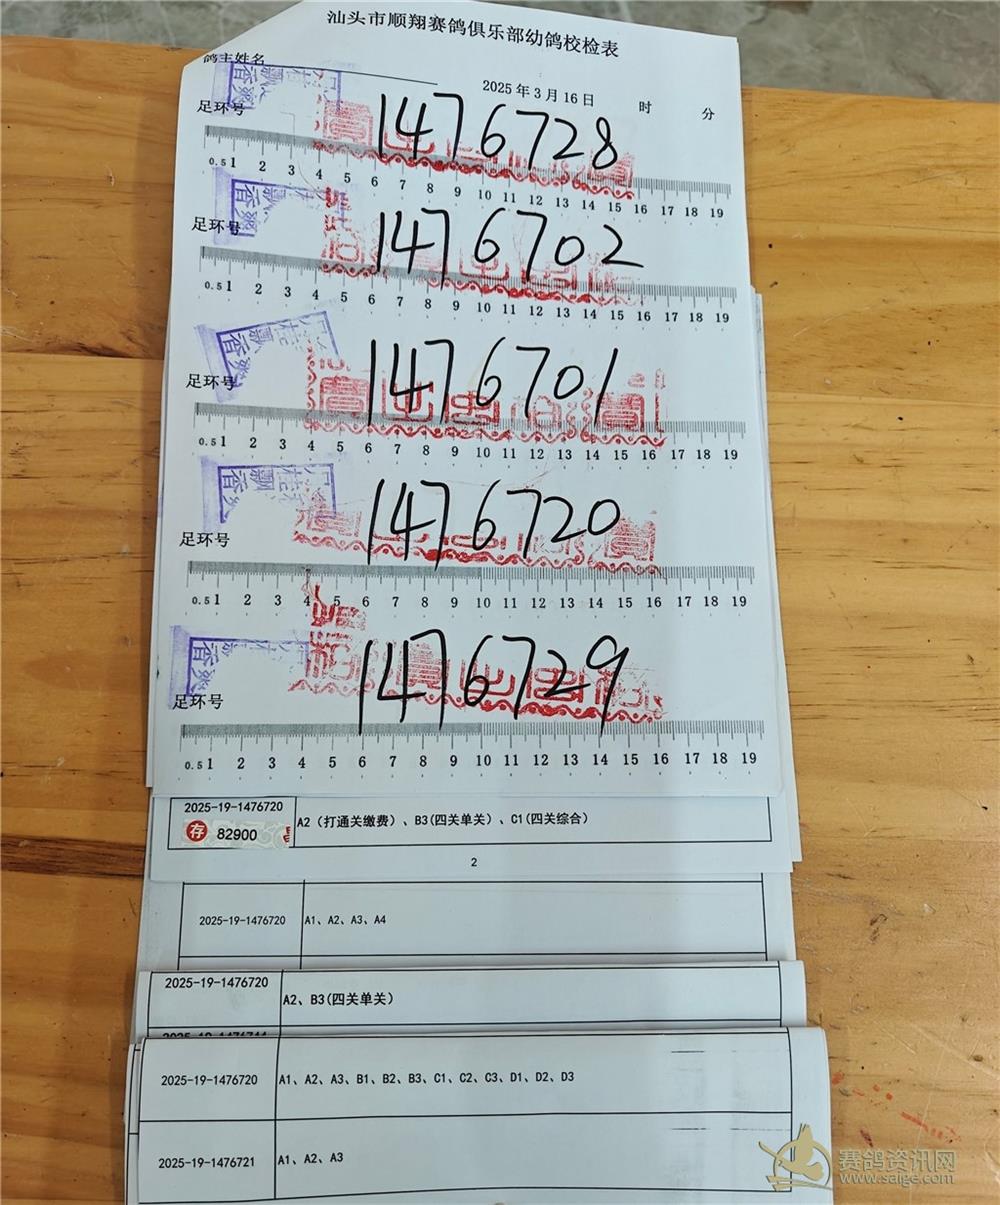 汕头市顺翔赛鸽俱乐部幼鸽校检表
鸽主姓名
2025 年 3 月 16 日 时 分
足环号
1476728
0.5 1 2 3 4 5 6 7 8 9 10 11 12 13 14 15 16 17 18 19
足环号
1476702
0.5 1 2 3 4 5 6 7 8 9 10 11 12 13 14 15 16 17 18 19
足环号
1476701
0.5 1 2 3 4 5 6 7 8 9 10 11 12 13 14 15 16 17 18 19
足环号
1476720
0.5 1 2 3 4 5 6 7 8 9 10 11 12 13 14 15 16 17 18 19
足环号
1476729
0.5 1 2 3 4 5 6 7 8 9 10 11 12 13 14 15 16 17 18 19
2025-19-1476720
存 82900
A2（打通关缴费）、B3(四关单关)、C1(四关综合)
2
2025-19-1476720 A1、A2、A3、A4
2025-19-1476720
A2、B3(四关单关)
2025-19-1476720 A1、A2、A3、B1、B2、B3、C1、C2、C3、D1、D2、D3
2025-19-1476721 A1、A2、A3
赛鸽资讯网
www.saige.com